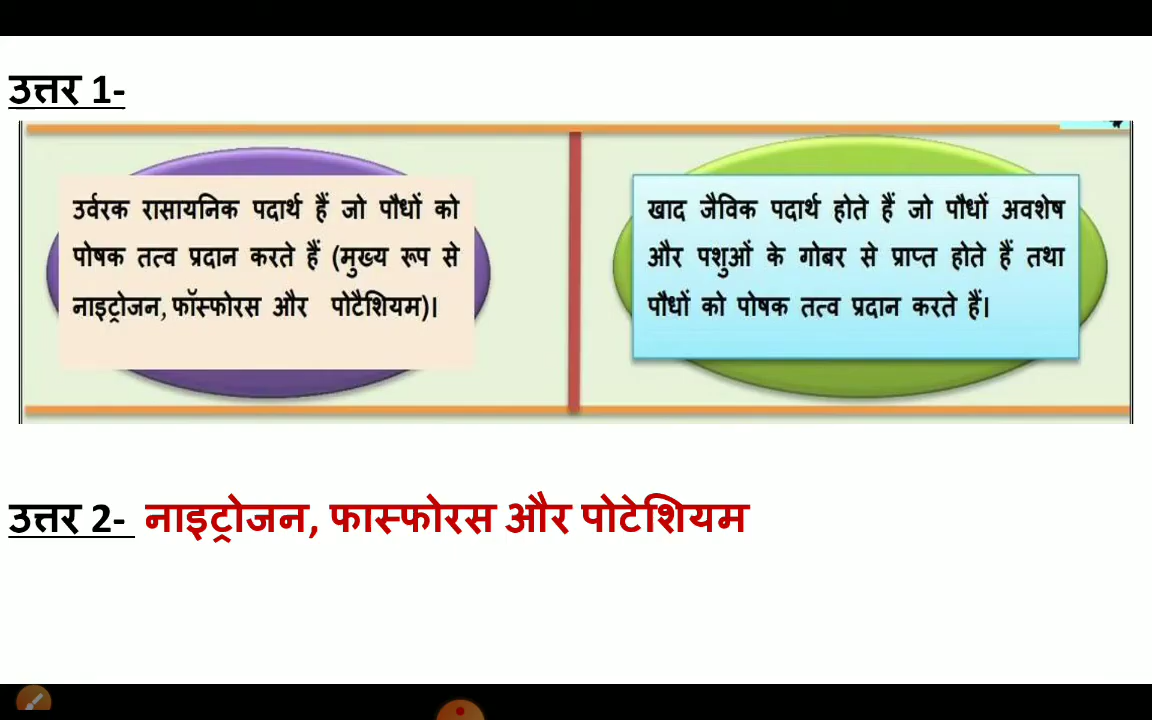 उत्तर 1-
उर्वरक रासायनिक पदार्थ हैं जो पौधों को
पोषक तत्व प्रदान करते हैं (मुख्य रूप से
नाइट्रोजन, फॉस्फोरस और पोटैशियम)।
खाद जैविक पदार्थ होते हैं जो पौधों अवशेष
और पशुओं के गोबर से प्राप्त होते हैं तथा
पौधों को पोषक तत्व प्रदान करते हैं।
उत्तर 2- नाइट्रोजन, फास्फोरस और पोटेशियम